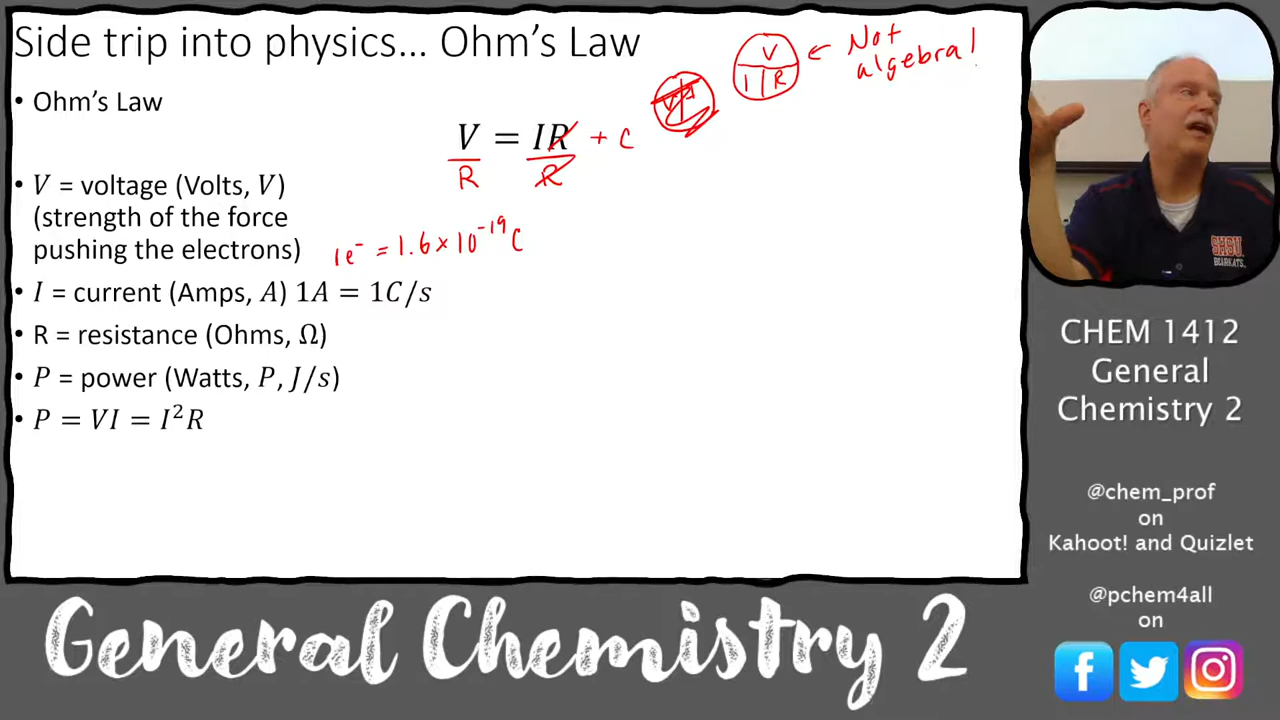 Side trip into physics… Ohm's Law
V
I R
← Not
algebra!
• Ohm's Law
V = IR + C
R R
• V = voltage (Volts, V)
(strength of the force
pushing the electrons)
1e⁻ = 1.6 × 10⁻¹⁹ C
• I = current (Amps, A) 1A = 1C/s
• R = resistance (Ohms, Ω)
• P = power (Watts, P, J/s)
• P = VI = I²R
SHSU
BEARKATS
CHEM 1412
General
Chemistry 2
@chem_prof
on
Kahoot! and Quizlet
@pchem4all
on
General Chemistry 2